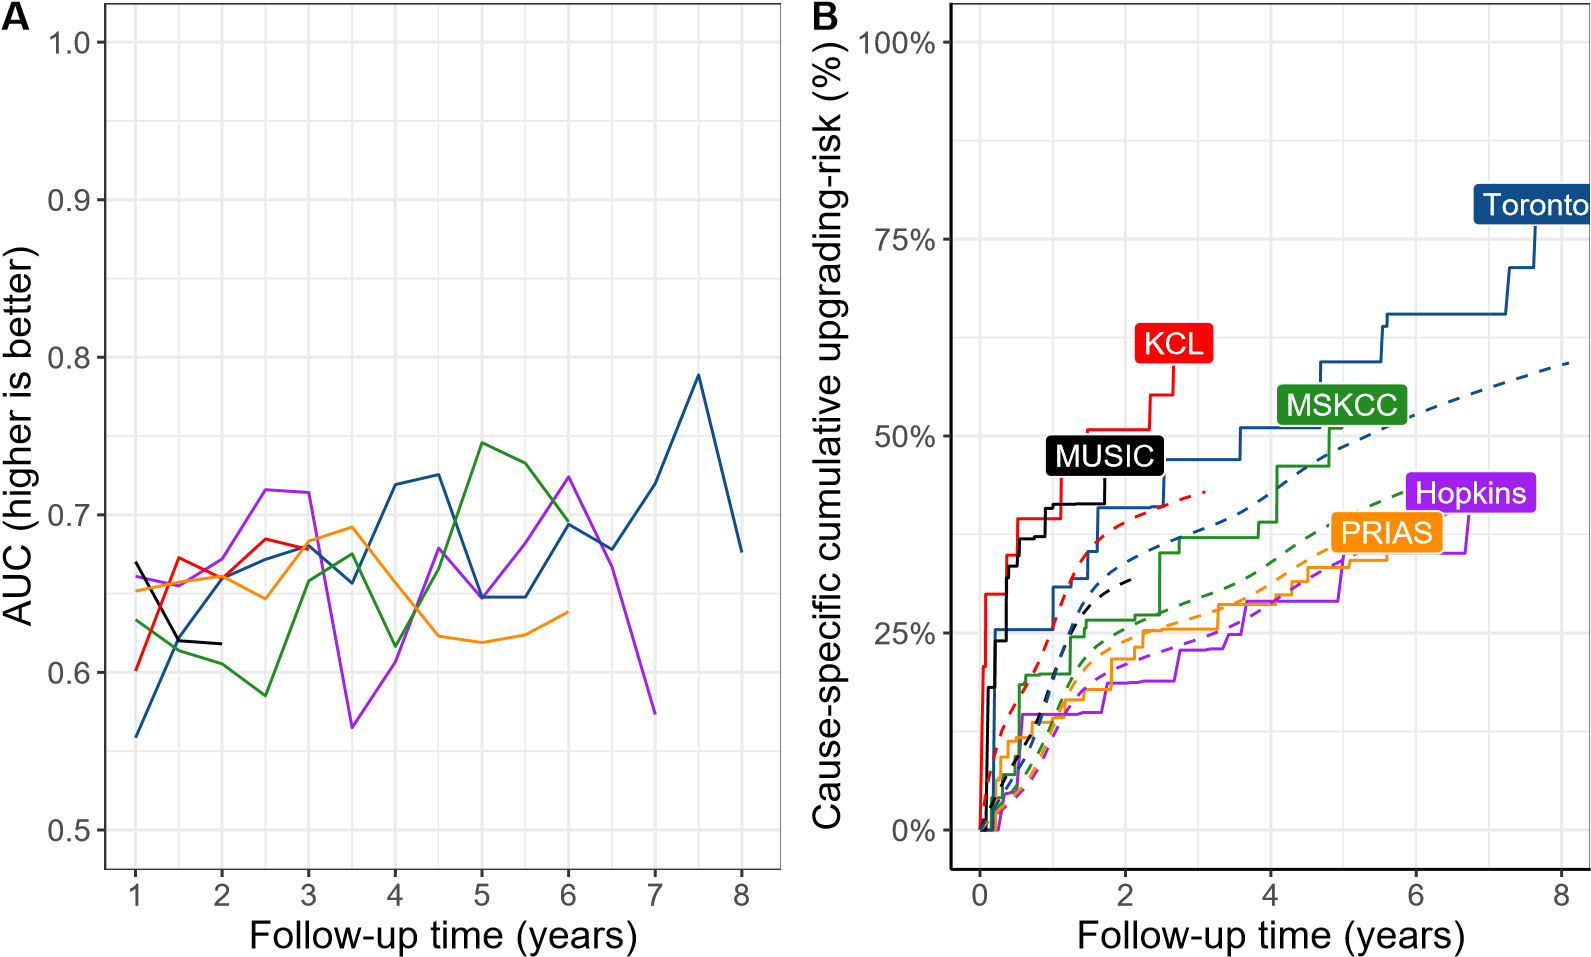 A
AUC (higher is better)
1.0
0.9
0.8
0.7
0.6
0.5
1 2 3 4 5 6 7 8
Follow-up time (years)
B
Cause-specific cumulative upgrading-risk (%)
100%
75%
50%
25%
0%
Toronto
KCL
MSKCC
MUSIC
Hopkins
PRIAS
0 2 4 6 8
Follow-up time (years)